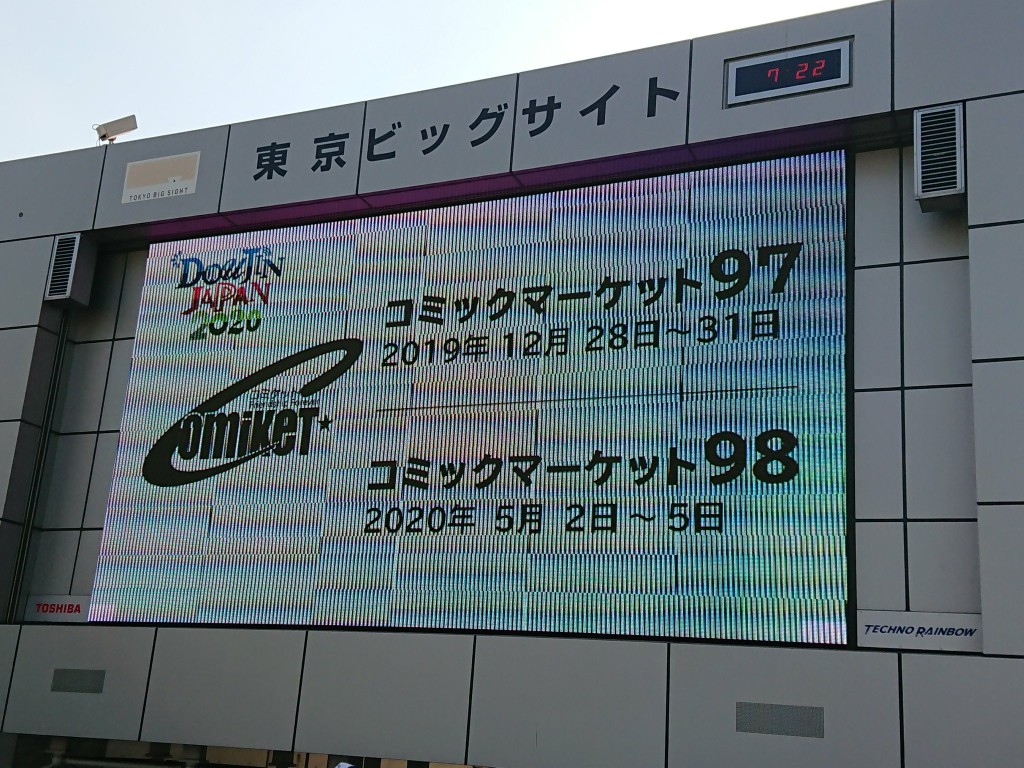 7 22
東京ビッグサイト
TOKYO BIG SIGHT
DOUJIN
JAPAN
2020
コミックマーケット97
2019年 12月 28日～31日
comiKeT
コミックマーケット98
2020年 5月 2日～5日
TOSHIBA
TECHNO RAINBOW